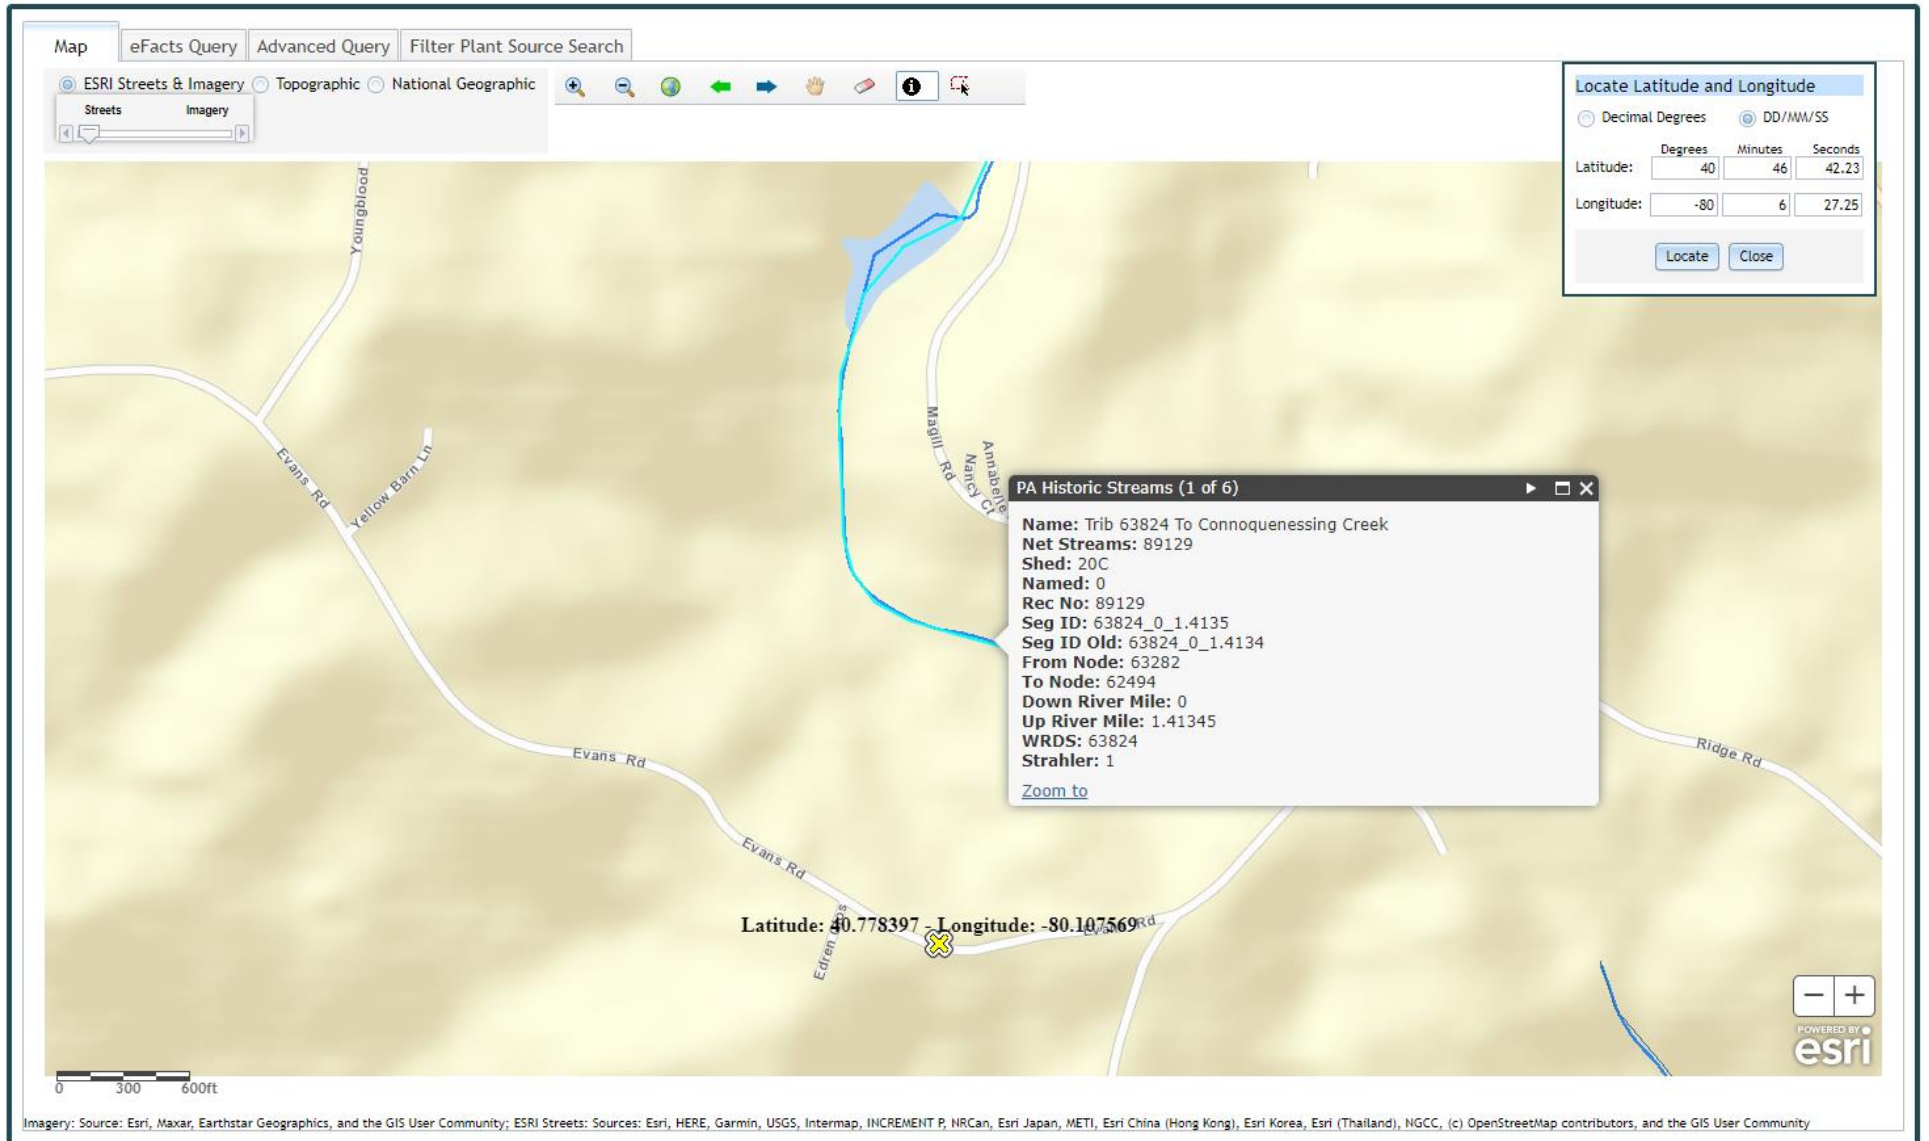 Map eFacts Query Advanced Query Filter Plant Source Search
ESRI Streets & Imagery Topographic National Geographic
Streets Imagery
Locate Latitude and Longitude
Decimal Degrees DD/MM/SS
Degrees Minutes Seconds
Latitude: 40 46 42.23
Longitude: -80 6 27.25
Locate Close
Youngblood
Evans Rd
Yellow Barn Ln
Magill Rd
Nancy Ct
Annabelle
PA Historic Streams (1 of 6)
Name: Trib 63824 To Connoquenessing Creek
Net Streams: 89129
Shed: 20C
Named: 0
Rec No: 89129
Seg ID: 63824_0_1.4135
Seg ID Old: 63824_0_1.4134
From Node: 63282
To Node: 62494
Down River Mile: 0
Up River Mile: 1.41345
WRDS: 63824
Strahler: 1
Zoom to
Ridge Rd
Evans Rd
Evans Rd
Latitude: 40.778397 - Longitude: -80.107569
Evans Rd
Edren
POWERED BY
esri
0 300 600ft
Imagery: Source: Esri, Maxar, Earthstar Geographics, and the GIS User Community; ESRI Streets: Sources: Esri, HERE, Garmin, USGS, Intermap, INCREMENT P, NRCan, Esri Japan, METI, Esri China (Hong Kong), Esri Korea, Esri (Thailand), NGCC, (c) OpenStreetMap contributors, and the GIS User Community